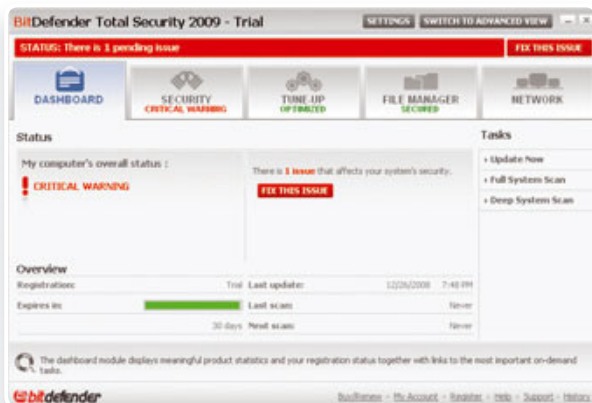 BitDefender Total Security 2009 - Trial
SETTINGS SWITCH TO ADVANCED VIEW
STATUS: There is 1 pending issue
FIX THIS ISSUE
DASHBOARD
SECURITY
CRITICAL WARNING
TUNE-UP
OPTIMIZED
FILE MANAGER
SECURED
NETWORK
Status
My computer's overall status :
CRITICAL WARNING
There is 1 issue that affects your system's security.
FIX THIS ISSUE
Tasks
Update Now
Full System Scan
Deep System Scan
Overview
Registration: Trial Last update: 12/26/2008 7:48 PM
Expires in: Last scan: Never
30 days Next scan: Never
The dashboard module displays meaningful product statistics and your registration status together with links to the most important on-demand
tasks.
bitdefender
Buy/Renew - My Account - Register - Help - Support - History